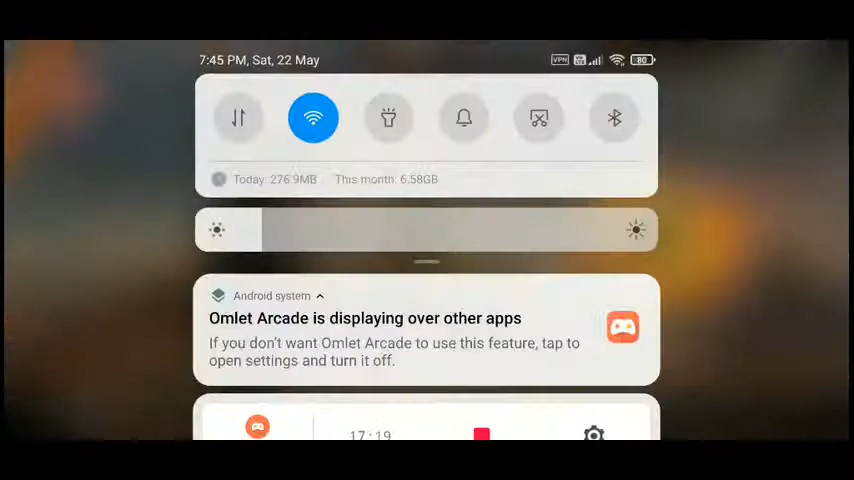 7:45 PM, Sat, 22 May
VPN
80
Today: 276.9MB This month: 6.58GB
Android system
Omlet Arcade is displaying over other apps
If you don't want Omlet Arcade to use this feature, tap to
open settings and turn it off.
17:19